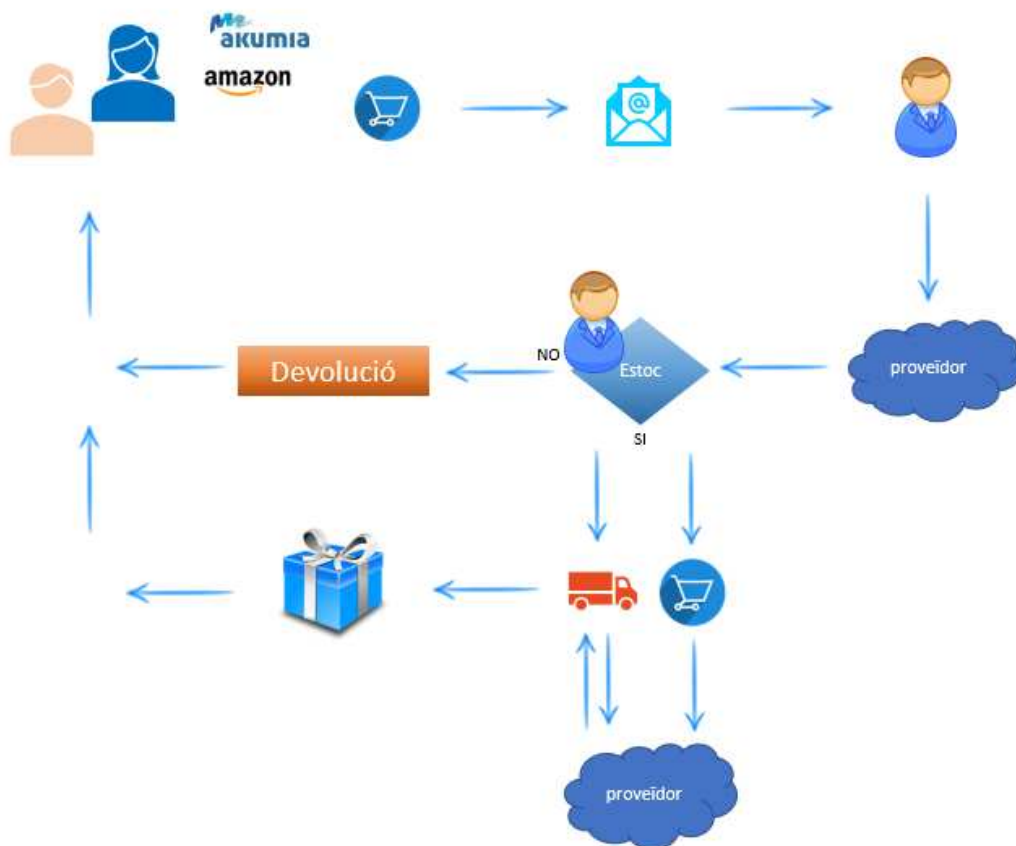 akumia
amazon
@
NO
Devolució
Estoc
proveïdor
SI
proveïdor